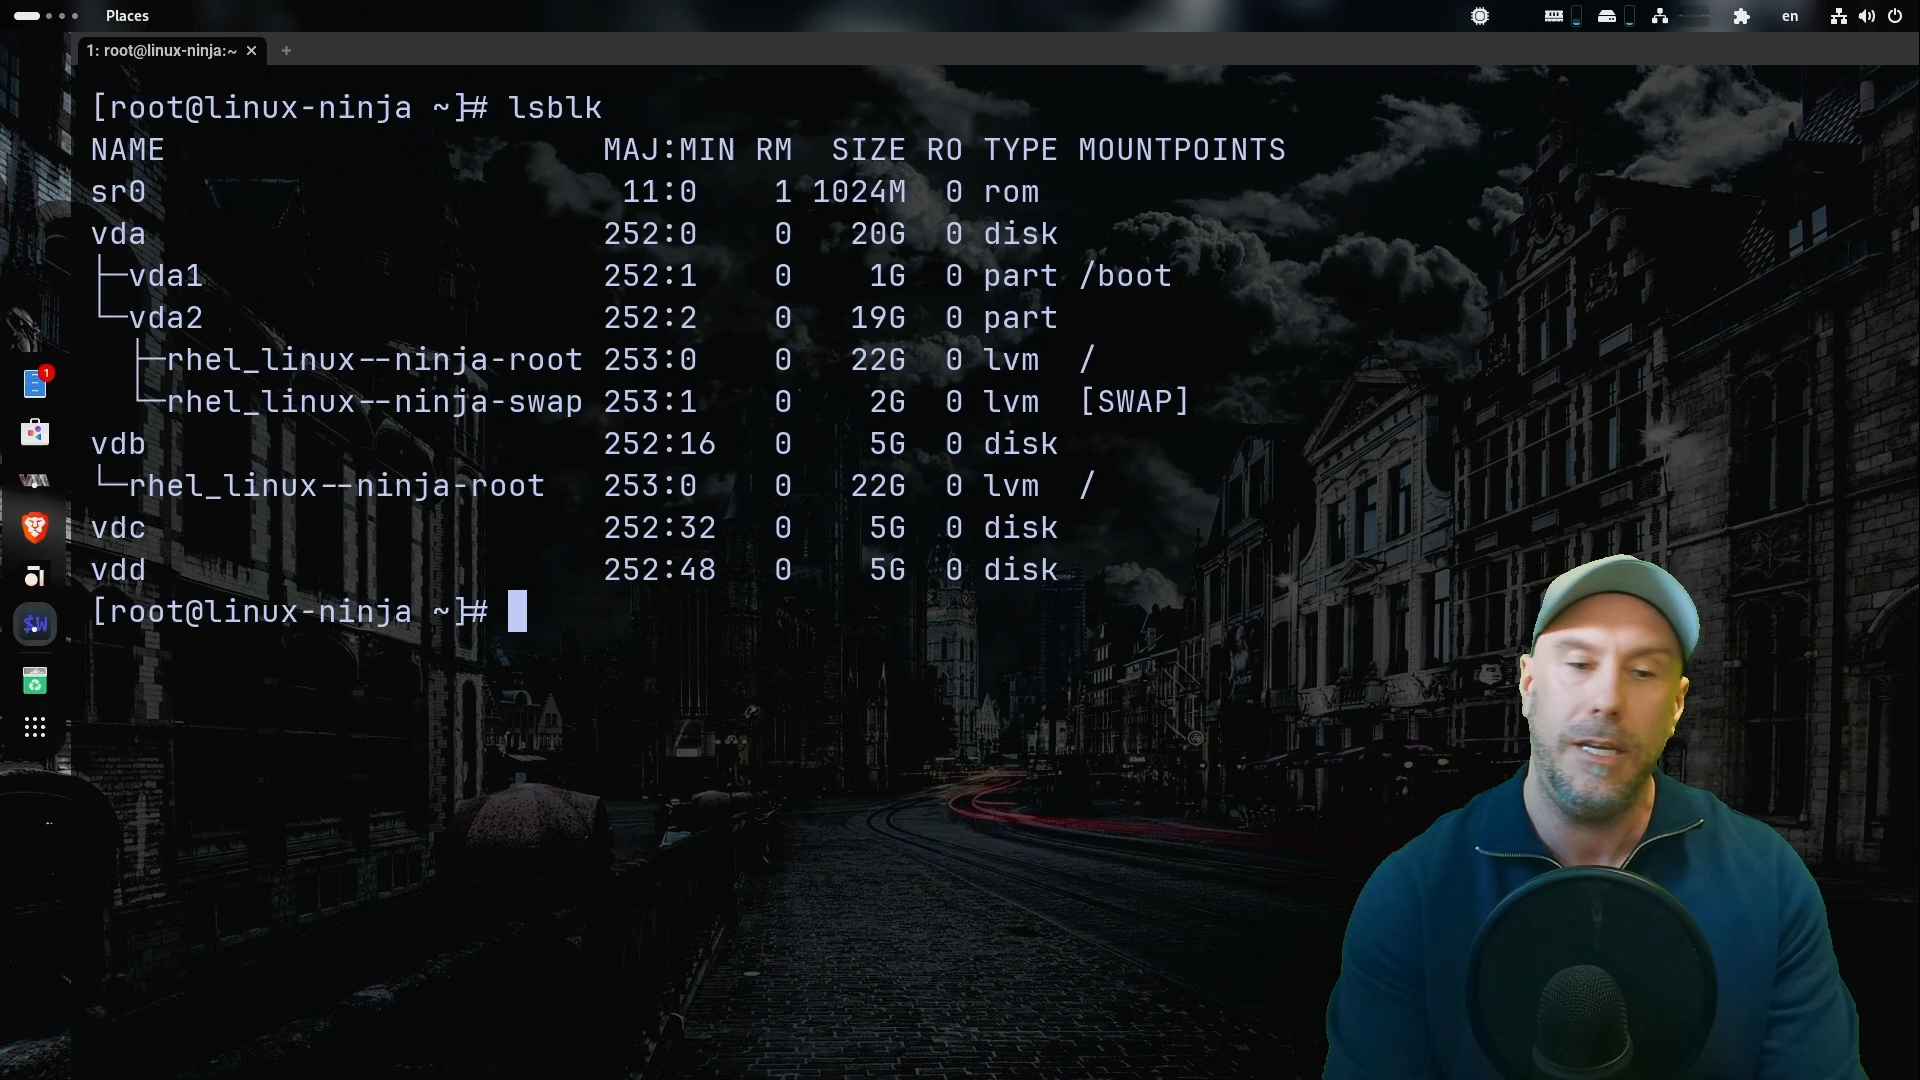 Places
en
1: root@linux-ninja:~ × +
[root@linux-ninja ~]# lsblk
NAME MAJ:MIN RM SIZE RO TYPE MOUNTPOINTS
sr0 11:0 1 1024M 0 rom
vda 252:0 0 20G 0 disk
├─vda1 252:1 0 1G 0 part /boot
└─vda2 252:2 0 19G 0 part
├─rhel_linux--ninja-root 253:0 0 22G 0 lvm /
└─rhel_linux--ninja-swap 253:1 0 2G 0 lvm [SWAP]
vdb 252:16 0 5G 0 disk
└─rhel_linux--ninja-root 253:0 0 22G 0 lvm /
vdc 252:32 0 5G 0 disk
vdd 252:48 0 5G 0 disk
[root@linux-ninja ~]#
1
$W